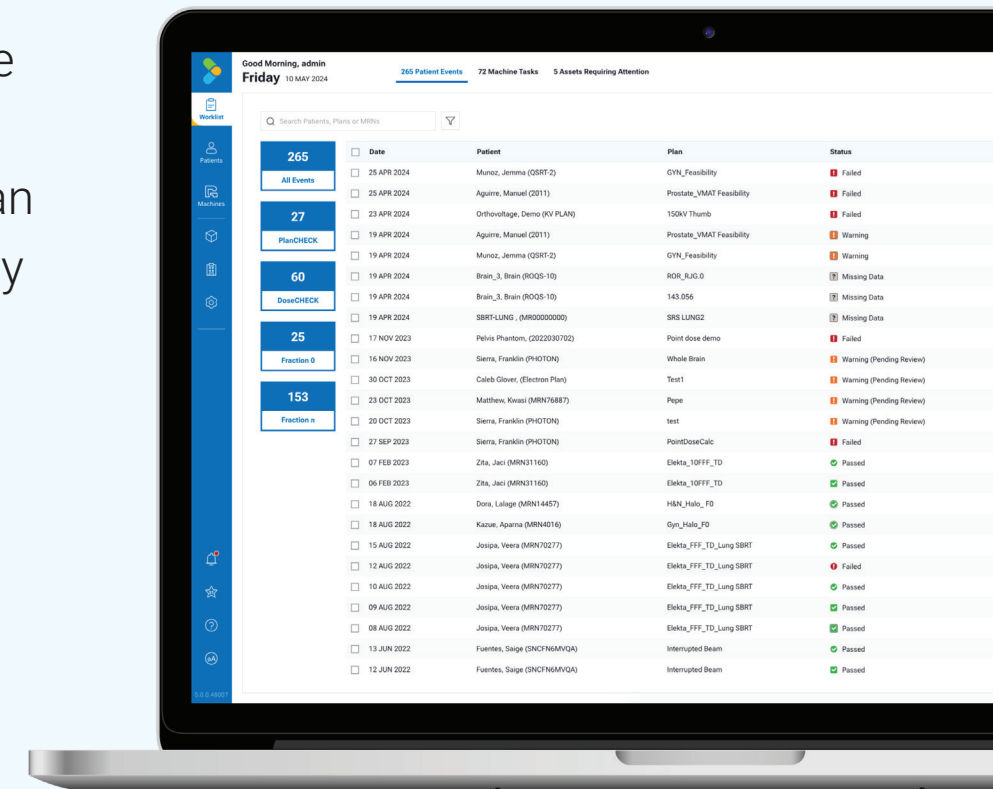 e
an
y
Good Morning, admin
Friday 10 MAY 2024
265 Patient Events 72 Machine Tasks 5 Assets Requiring Attention
Worklist
Patients
Machines
5.0.0.48007
Search Patients, Plans or MRNs
265
All Events
27
PlanCHECK
60
DoseCHECK
25
Fraction 0
153
Fraction n
Date Patient Plan Status
25 APR 2024 Munoz, Jemma (QSRT-2) GYN_Feasibility Failed
25 APR 2024 Aguirre, Manuel (2011) Prostate_VMAT Feasibility Failed
23 APR 2024 Orthovoltage, Demo (KV PLAN) 150kV Thumb Failed
19 APR 2024 Aguirre, Manuel (2011) Prostate_VMAT Feasibility Warning
19 APR 2024 Munoz, Jemma (QSRT-2) GYN_Feasibility Warning
19 APR 2024 Brain_3, Brain (ROQS-10) ROR_RJG.0 Missing Data
19 APR 2024 Brain_3, Brain (ROQS-10) 143.056 Missing Data
19 APR 2024 SBRT-LUNG , (MR00000000) SRS LUNG2 Missing Data
17 NOV 2023 Pelvis Phantom, (2022030702) Point dose demo Failed
16 NOV 2023 Sierra, Franklin (PHOTON) Whole Brain Warning (Pending Review)
30 OCT 2023 Caleb Glover, (Electron Plan) Test1 Warning (Pending Review)
23 OCT 2023 Matthew, Kwasi (MRN76887) Pepe Warning (Pending Review)
20 OCT 2023 Sierra, Franklin (PHOTON) test Warning (Pending Review)
27 SEP 2023 Sierra, Franklin (PHOTON) PointDoseCalc Failed
07 FEB 2023 Zita, Jaci (MRN31160) Elekta_10FFF_TD Passed
06 FEB 2023 Zita, Jaci (MRN31160) Elekta_10FFF_TD Passed
18 AUG 2022 Dora, Lalage (MRN14457) H&N_Halo_ F0 Passed
18 AUG 2022 Kazue, Aparna (MRN4016) Gyn_Halo_F0 Passed
15 AUG 2022 Josipa, Veera (MRN70277) Elekta_FFF_TD_Lung SBRT Passed
12 AUG 2022 Josipa, Veera (MRN70277) Elekta_FFF_TD_Lung SBRT Failed
10 AUG 2022 Josipa, Veera (MRN70277) Elekta_FFF_TD_Lung SBRT Passed
09 AUG 2022 Josipa, Veera (MRN70277) Elekta_FFF_TD_Lung SBRT Passed
08 AUG 2022 Josipa, Veera (MRN70277) Elekta_FFF_TD_Lung SBRT Passed
13 JUN 2022 Fuentes, Saige (SNCFN6MVQA) Interrupted Beam Passed
12 JUN 2022 Fuentes, Saige (SNCFN6MVQA) Interrupted Beam Passed